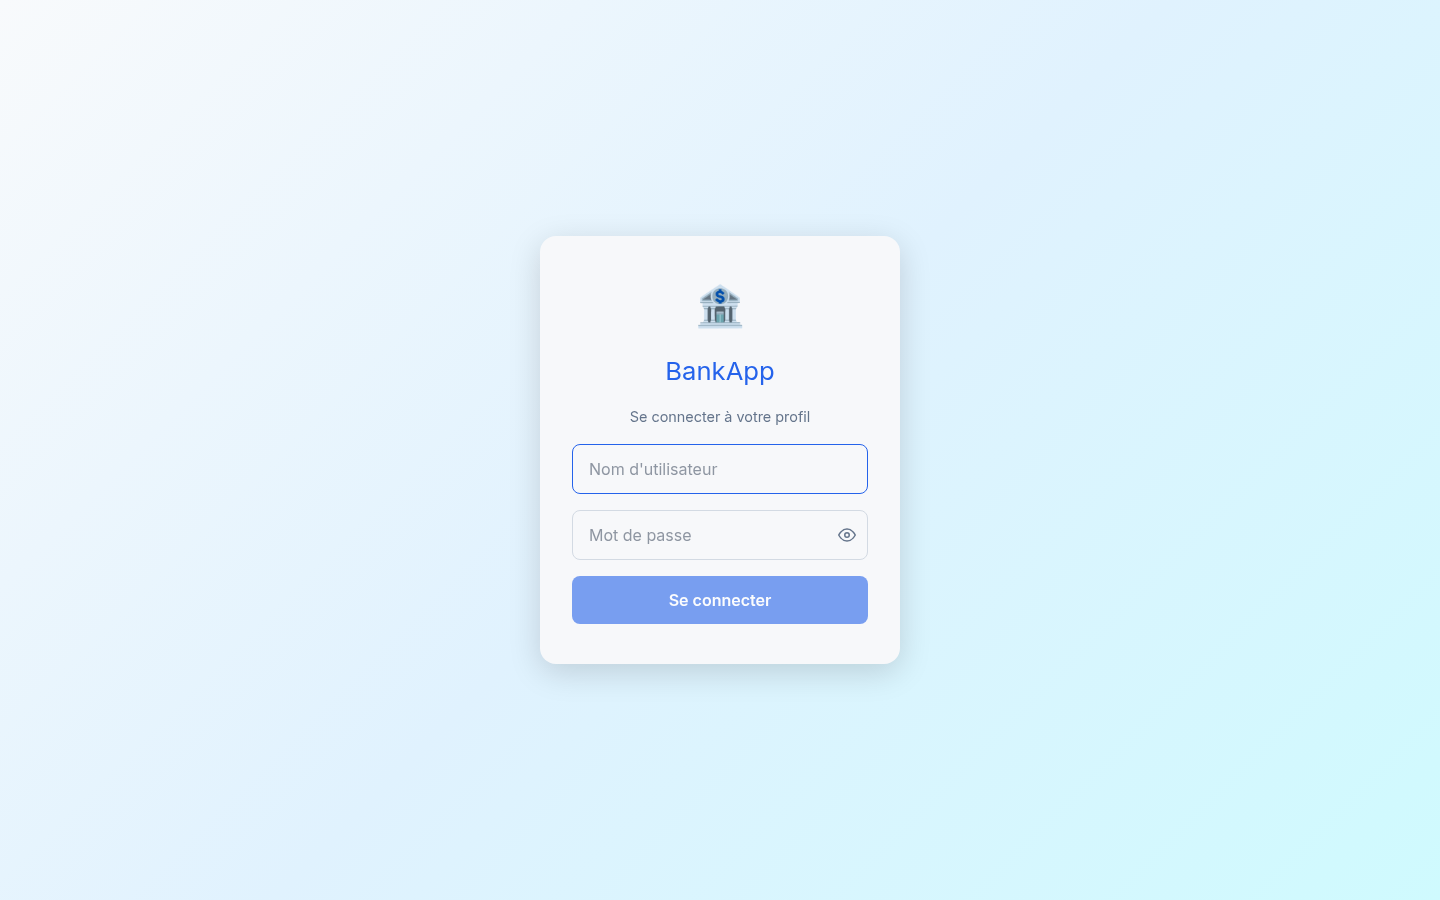 BankApp
Se connecter à votre profil
Nom d'utilisateur
Mot de passe
Se connecter